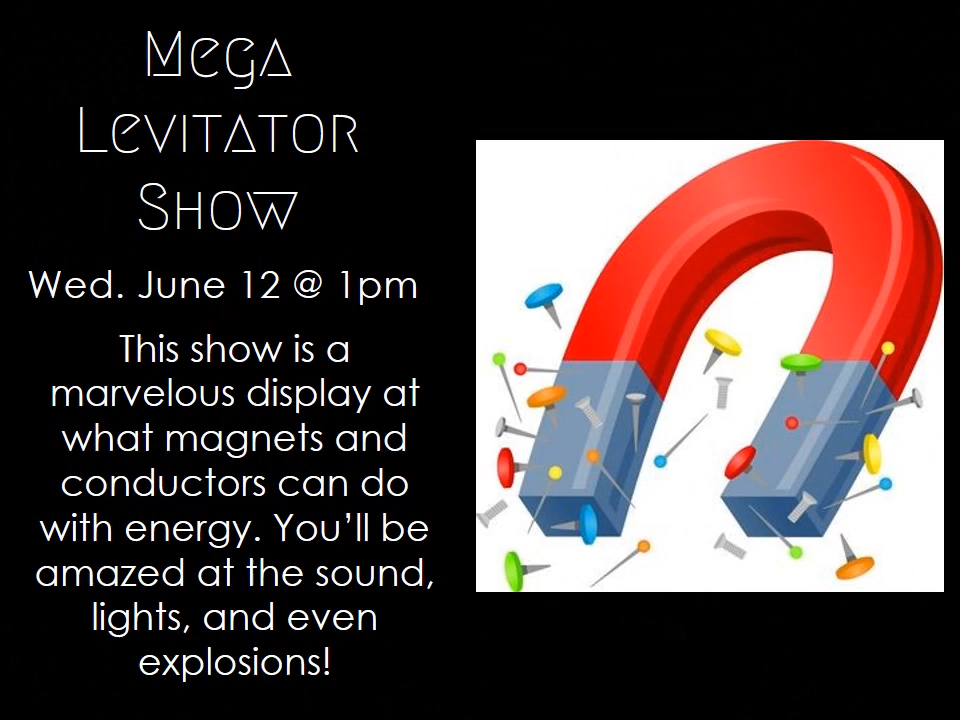 Mega
Levitator
Show
Wed. June 12 @ 1pm
This show is a
marvelous display at
what magnets and
conductors can do
with energy. You’ll be
amazed at the sound,
lights, and even
explosions!